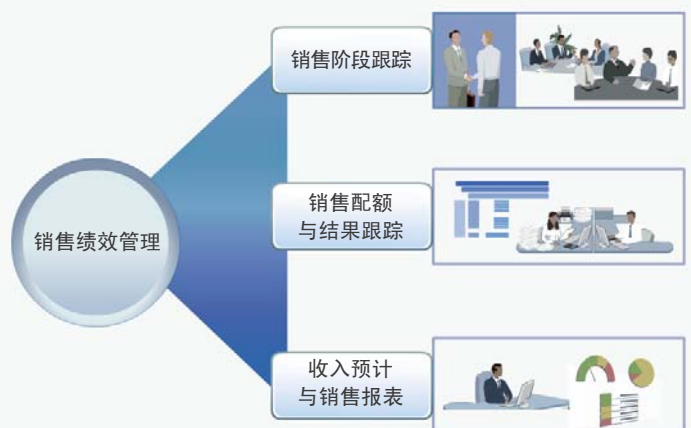 销售阶段跟踪
销售配额
与结果跟踪
销售绩效管理
收入预计
与销售报表